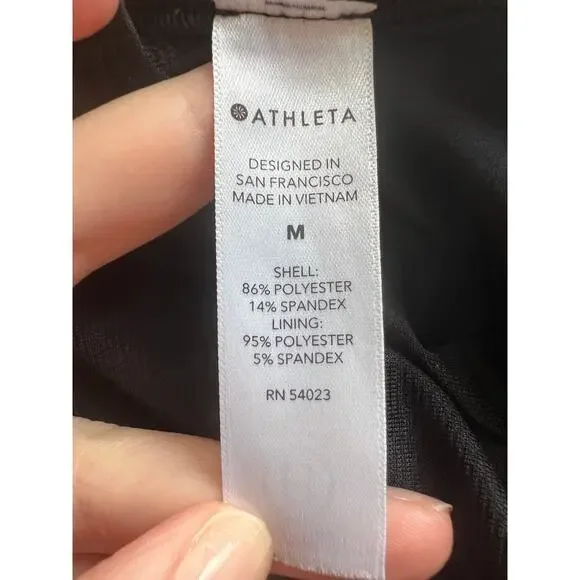 ATHLETA
DESIGNED IN
SAN FRANCISCO
MADE IN VIETNAM
M
SHELL:
86% POLYESTER
14% SPANDEX
LINING:
95% POLYESTER
5% SPANDEX
RN 54023